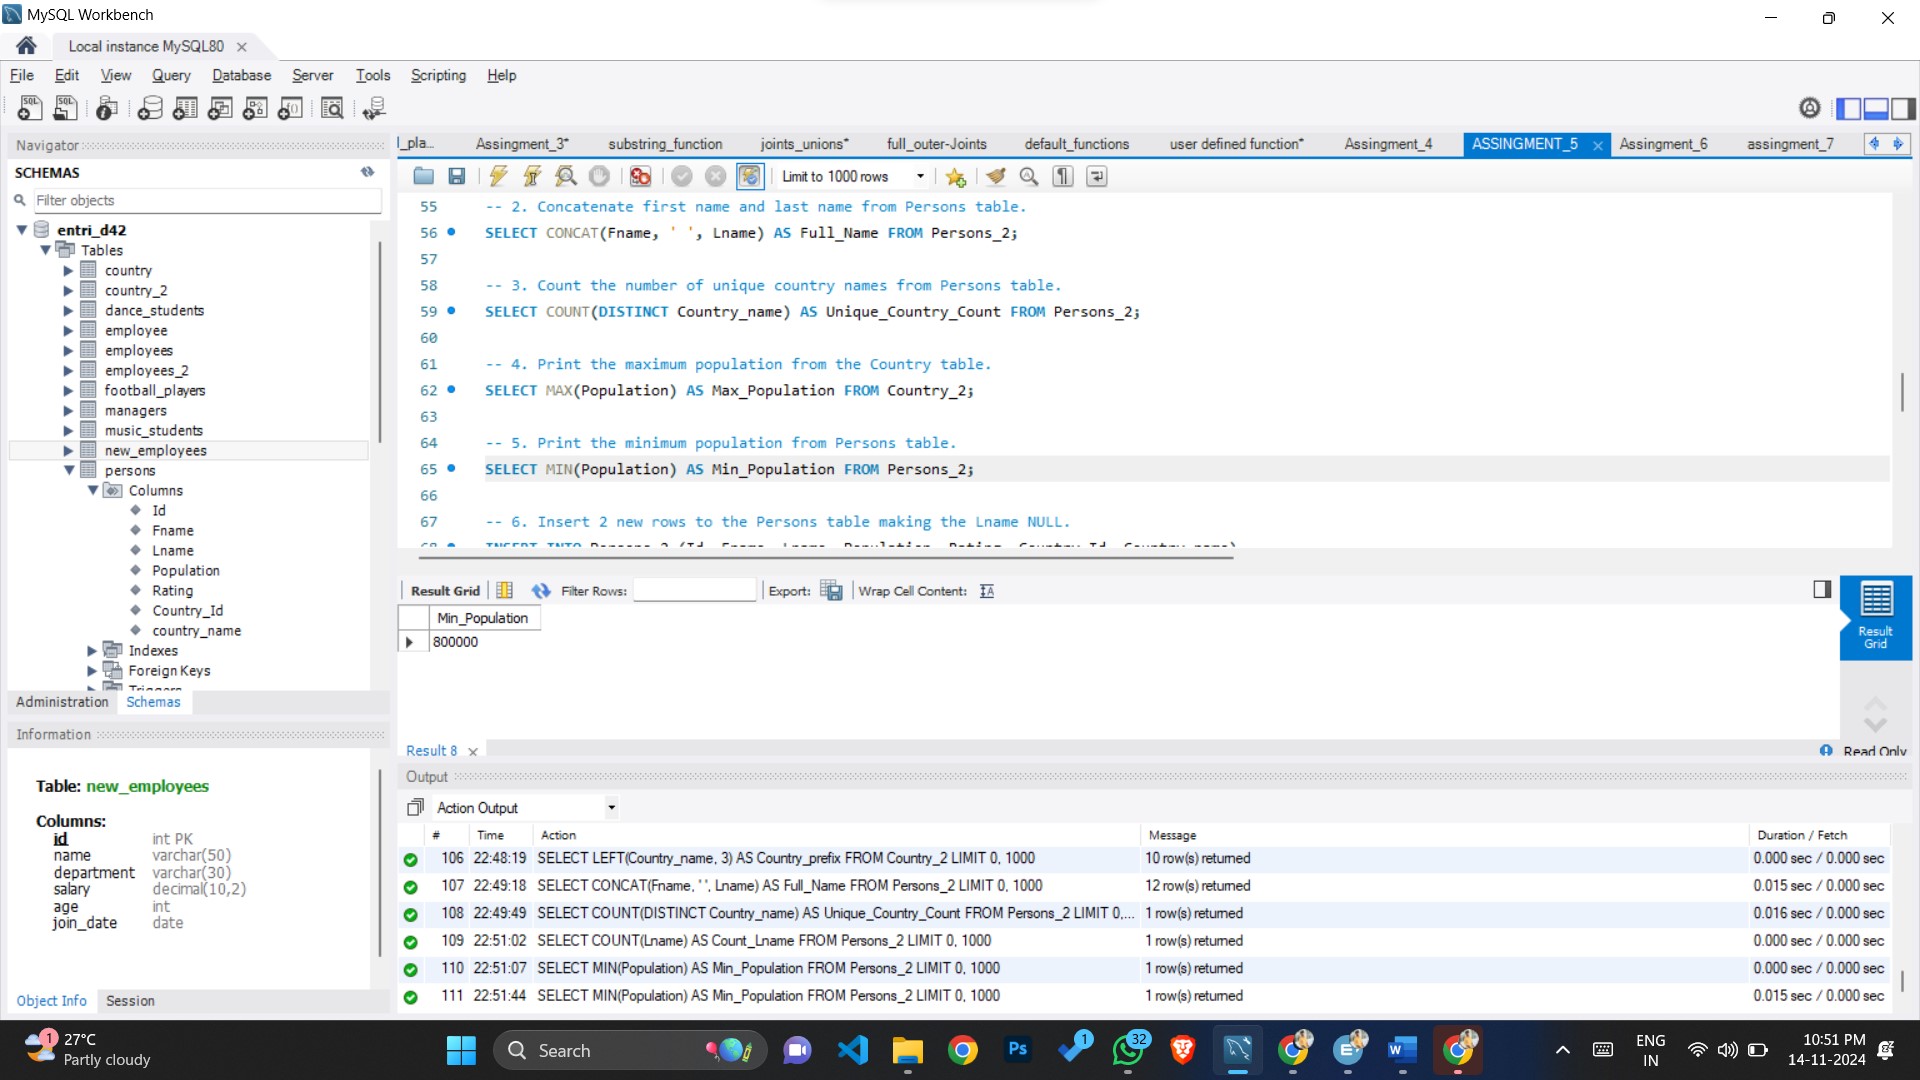 MySQL Workbench
Local instance MySQL80
File Edit View Query Database Server Tools Scripting Help
Navigator
SCHEMAS
Filter objects
entri_d42
Tables
country
country_2
dance_students
employee
employees
employees_2
football_players
managers
music_students
new_employees
persons
Columns
Id
Fname
Lname
Population
Rating
Country_Id
country_name
Indexes
Foreign Keys
Triggers
Administration Schemas
Information
Table: new_employees
Columns:
id int PK
name varchar(50)
department varchar(30)
salary decimal(10,2)
age int
join_date date
Object Info Session
l_pla... Assingment_3* substring_function joints_unions* full_outer-Joints default_functions user defined function* Assingment_4 ASSINGMENT_5 Assingment_6 assingment_7
Limit to 1000 rows
55 -- 2. Concatenate first name and last name from Persons table.
56 SELECT CONCAT(Fname, ' ', Lname) AS Full_Name FROM Persons_2;
57
58 -- 3. Count the number of unique country names from Persons table.
59 SELECT COUNT(DISTINCT Country_name) AS Unique_Country_Count FROM Persons_2;
60
61 -- 4. Print the maximum population from the Country table.
62 SELECT MAX(Population) AS Max_Population FROM Country_2;
63
64 -- 5. Print the minimum population from Persons table.
65 SELECT MIN(Population) AS Min_Population FROM Persons_2;
66
67 -- 6. Insert 2 new rows to the Persons table making the Lname NULL.
68 INSERT INTO Persons_2 (Id, Fname, Lname, Population, Rating, Country_Id, Country_name)
Result Grid Filter Rows: Export: Wrap Cell Content:
Min_Population
800000
Result Grid
Result 8
Read Only
Output
Action Output
# Time Action Message Duration / Fetch
106 22:48:19 SELECT LEFT(Country_name, 3) AS Country_prefix FROM Country_2 LIMIT 0, 1000 10 row(s) returned 0.000 sec / 0.000 sec
107 22:49:18 SELECT CONCAT(Fname, ' ', Lname) AS Full_Name FROM Persons_2 LIMIT 0, 1000 12 row(s) returned 0.015 sec / 0.000 sec
108 22:49:49 SELECT COUNT(DISTINCT Country_name) AS Unique_Country_Count FROM Persons_2 LIMIT 0,... 1 row(s) returned 0.016 sec / 0.000 sec
109 22:51:02 SELECT COUNT(Lname) AS Count_Lname FROM Persons_2 LIMIT 0, 1000 1 row(s) returned 0.000 sec / 0.000 sec
110 22:51:07 SELECT MIN(Population) AS Min_Population FROM Persons_2 LIMIT 0, 1000 1 row(s) returned 0.000 sec / 0.000 sec
111 22:51:44 SELECT MIN(Population) AS Min_Population FROM Persons_2 LIMIT 0, 1000 1 row(s) returned 0.015 sec / 0.000 sec
1
27°C
Partly cloudy
Search
Ps
1
32
ENG
IN
10:51 PM
14-11-2024